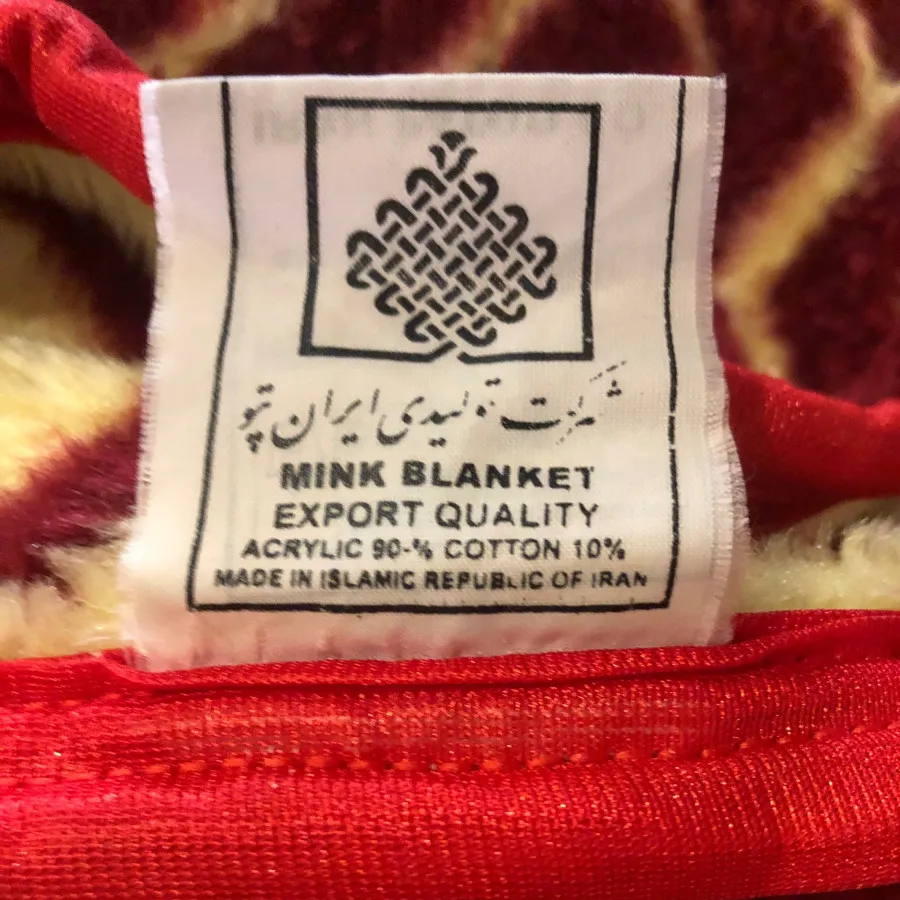 شرکت تولیدی ایران پتو
MINK BLANKET
EXPORT QUALITY
ACRYLIC 90-% COTTON 10%
MADE IN ISLAMIC REPUBLIC OF IRAN